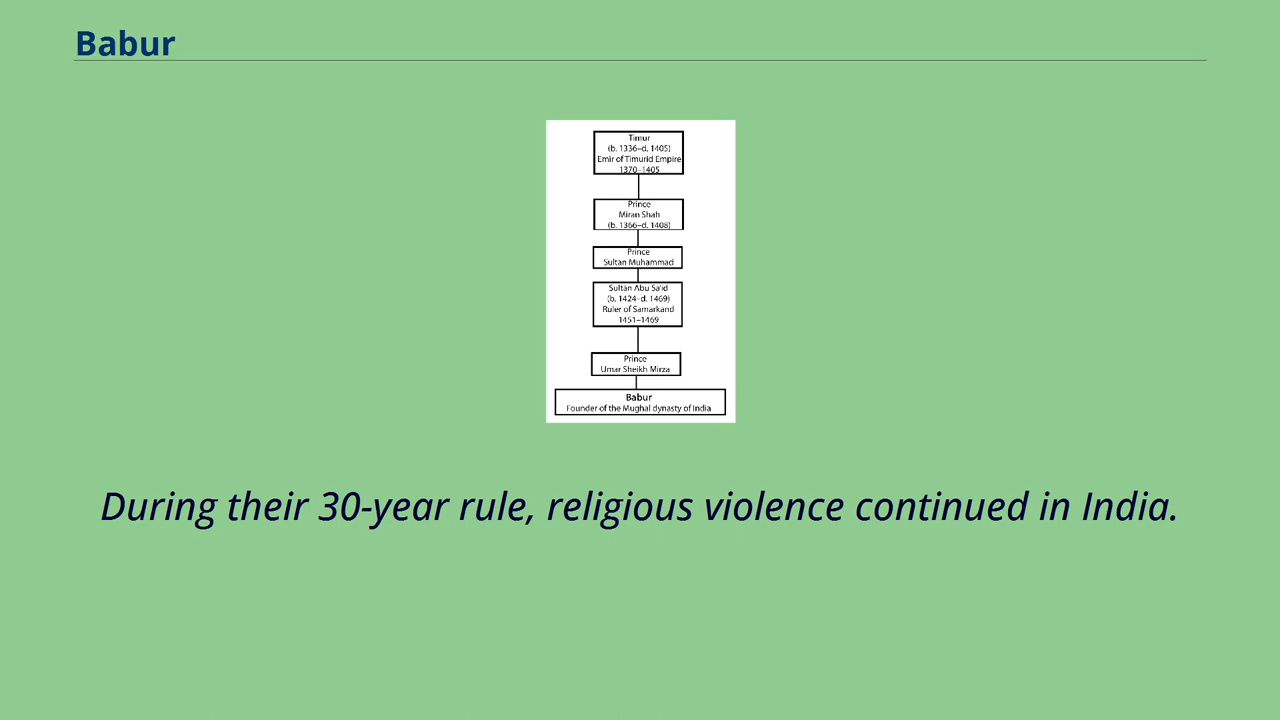 Babur
Timur
(b. 1336–d. 1405)
Emir of Timurid Empire
1370–1405
Prince
Miran Shah
(b. 1366–d. 1408)
Prince
Sultan Muhammad
Sultan Abu Sa'id
(b. 1424–d. 1469)
Ruler of Samarkand
1451–1469
Prince
Umar Sheikh Mirza
Babur
Founder of the Mughal dynasty of India
During their 30-year rule, religious violence continued in India.